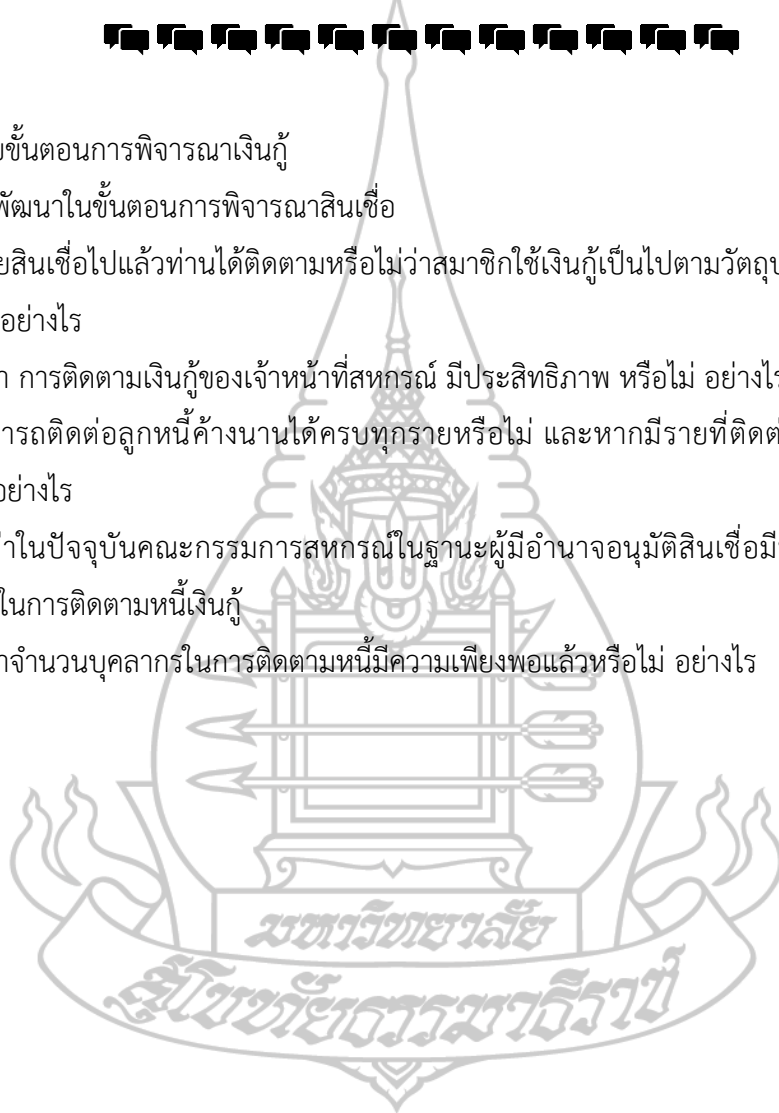 ขั้นตอนการพิจารณาเงินกู้
พัฒนาในขั้นตอนการพิจารณาสินเชื่อ
ยสินเชื่อไปแล้วท่านได้ติดตามหรือไม่ว่าสมาชิกใช้เงินกู้เป็นไปตามวัตถุป
อย่างไร
า การติดตามเงินกู้ของเจ้าหน้าที่สหกรณ์ มีประสิทธิภาพ หรือไม่ อย่างไร
ารถติดต่อลูกหนี้ค้างนานได้ครบทุกรายหรือไม่ และหากมีรายที่ติดต่
อย่างไร
าในปัจจุบันคณะกรรมการสหกรณ์ในฐานะผู้มีอำนาจอนุมัติสินเชื่อมี
ในการติดตามหนี้เงินกู้
าจำนวนบุคลากรในการติดตามหนี้มีความเพียงพอแล้วหรือไม่ อย่างไร
มหาวิทยาลัย
สุโขทัยธรรมาธิราช